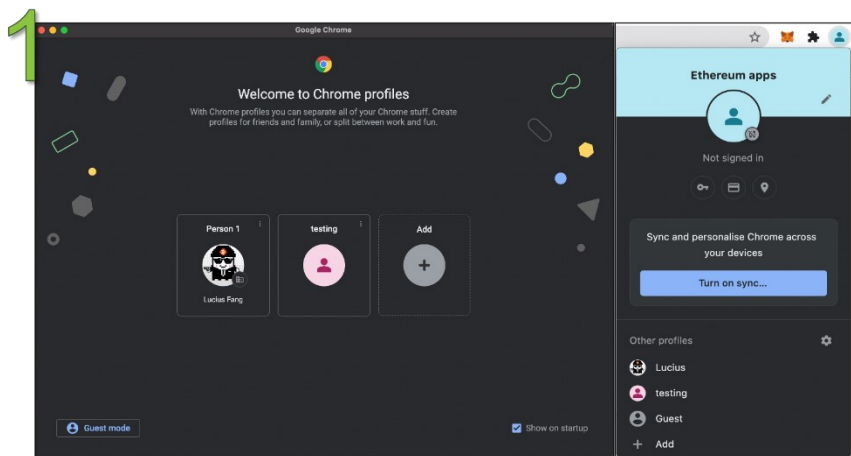 1
Google Chrome
Welcome to Chrome profiles
With Chrome profiles you can separate all of your Chrome stuff. Create
profiles for friends and family, or split between work and fun.
Person 1
testing
Add
Lucius Fang
Guest mode
Show on startup
Ethereum apps
Not signed in
Sync and personalise Chrome across
your devices
Turn on sync...
Other profiles
Lucius
testing
Guest
Add